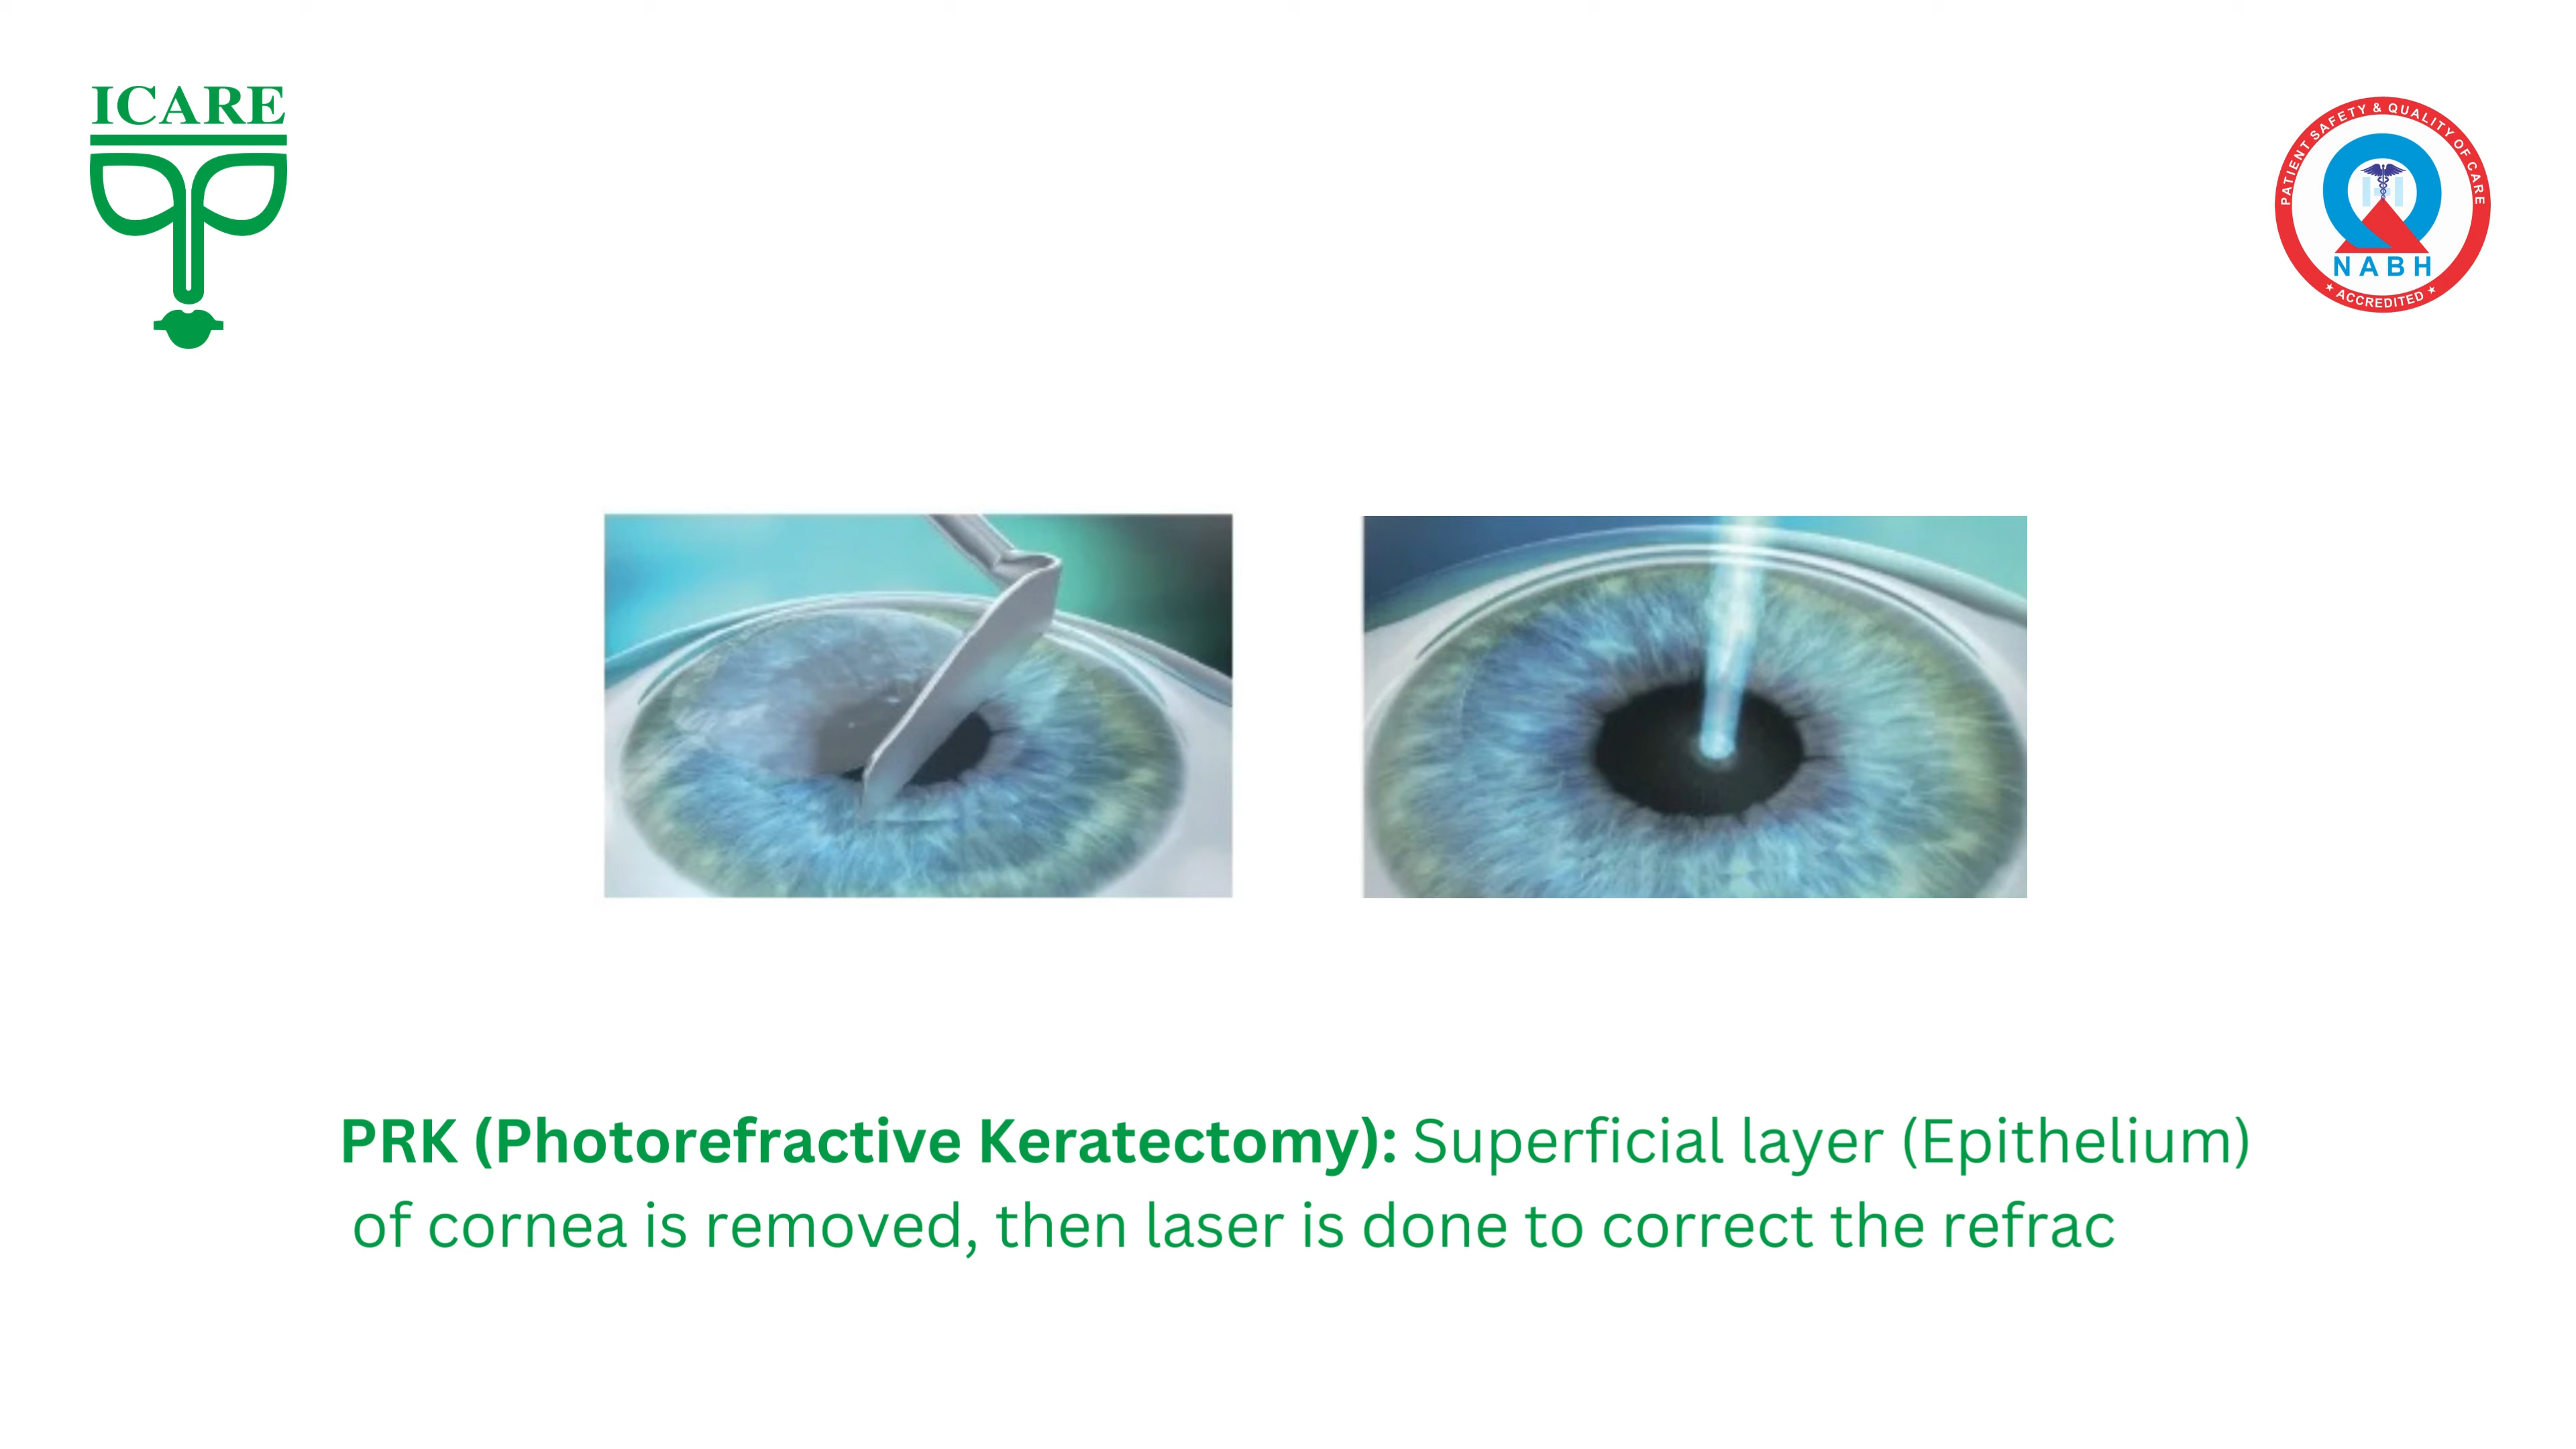 ICARE
PATIENT SAFETY & QUALITY OF CARE
NABH
ACCREDITED
PRK (Photorefractive Keratectomy): Superficial layer (Epithelium)
of cornea is removed, then laser is done to correct the refrac